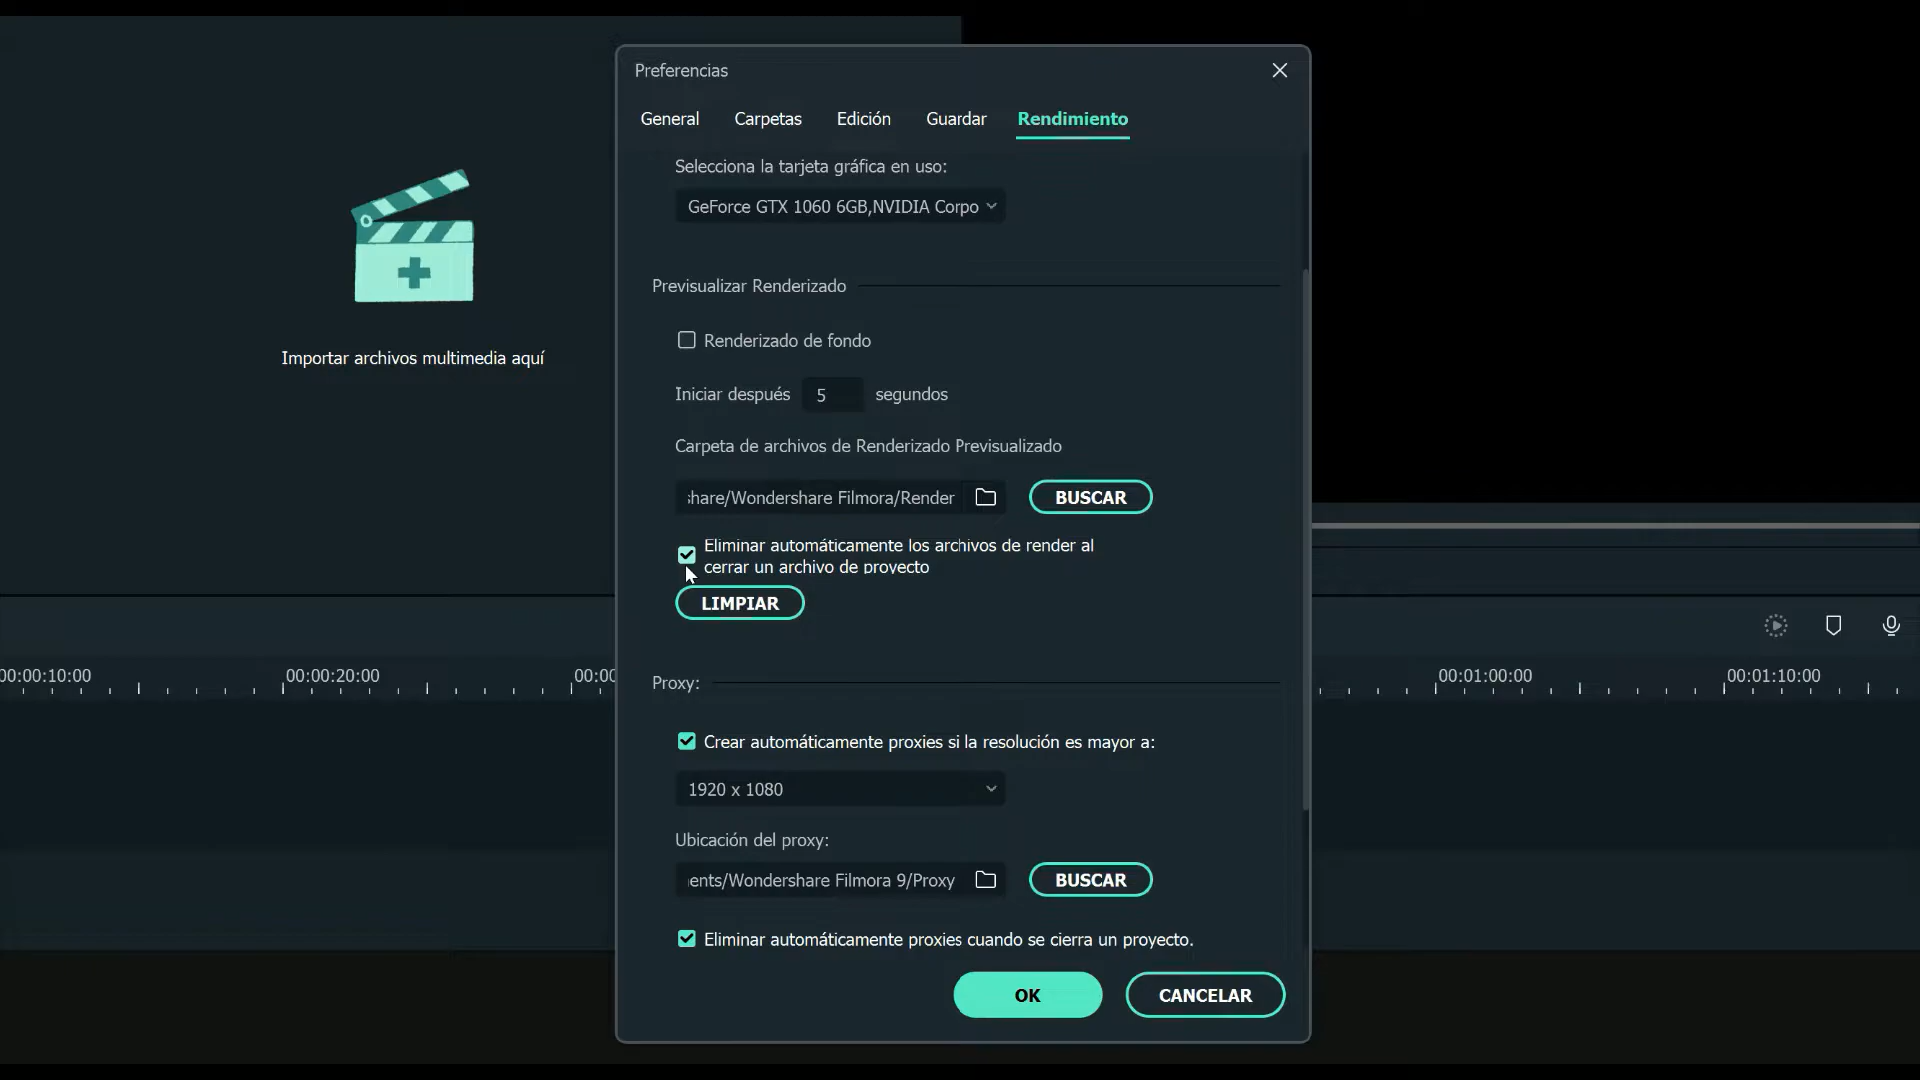 Preferencias
General Carpetas Edición Guardar Rendimiento
Selecciona la tarjeta gráfica en uso:
GeForce GTX 1060 6GB,NVIDIA Corpo
Previsualizar Renderizado
Renderizado de fondo
Importar archivos multimedia aquí
Iniciar después 5 segundos
Carpeta de archivos de Renderizado Previsualizado
share/Wondershare Filmora/Render BUSCAR
Eliminar automáticamente los archivos de render al
cerrar un archivo de proyecto
LIMPIAR
00:00:10:00 00:00:20:00 00:00 00:01:00:00 00:01:10:00
Proxy:
Crear automáticamente proxies si la resolución es mayor a:
1920 x 1080
Ubicación del proxy:
ents/Wondershare Filmora 9/Proxy BUSCAR
Eliminar automáticamente proxies cuando se cierra un proyecto.
OK CANCELAR